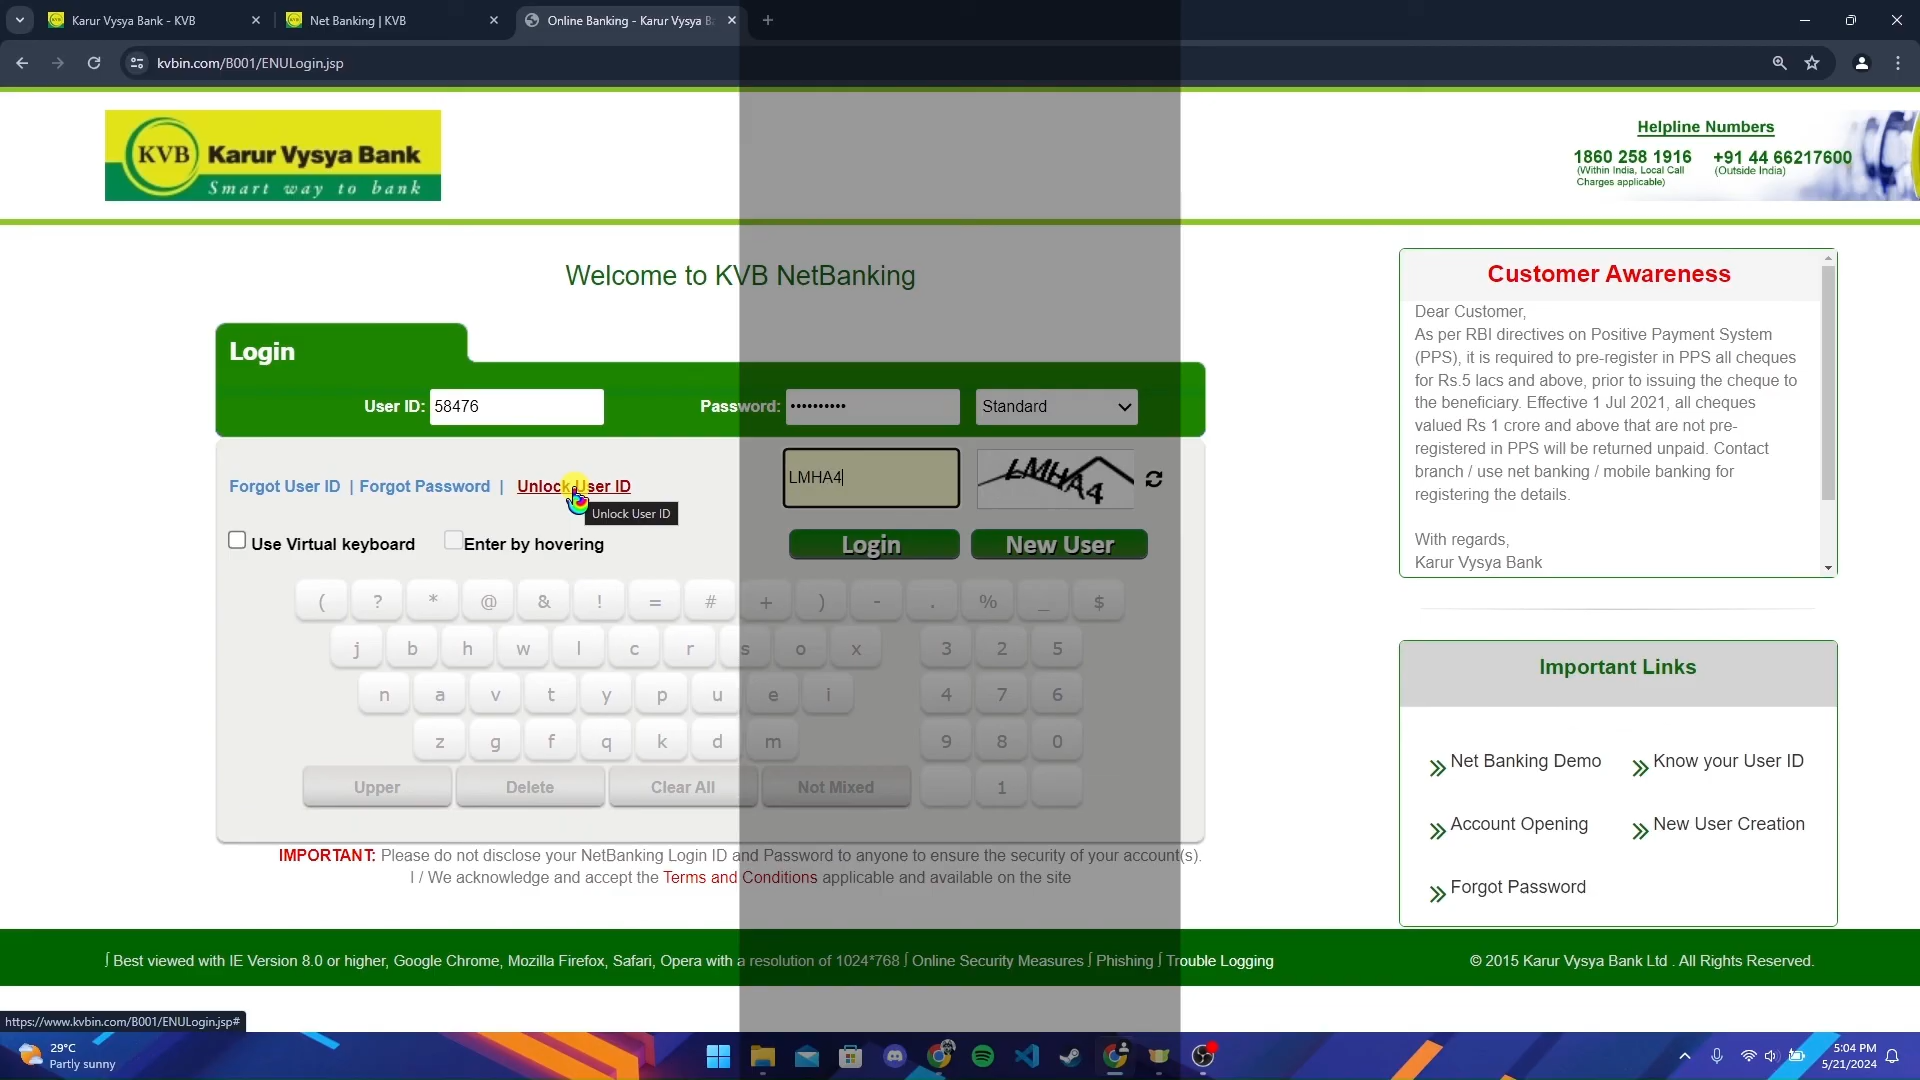 Karur Vysya Bank - KVB
Net Banking | KVB
Online Banking - Karur Vysya B
kvbin.com/B001/ENULogin.jsp
KVB Karur Vysya Bank
Smart way to bank
Helpline Numbers
1860 258 1916 +91 44 66217600
(Within India, Local Call (Outside India)
Charges applicable)
Welcome to KVB NetBanking
Login
User ID: 58476 Password: •••••••••• Standard
Forgot User ID | Forgot Password | Unlock User ID
LMHA4 LMHA4
Unlock User ID
Use Virtual keyboard Enter by hovering
Login New User
( ? * @ & ! = # + ) - . % _ $
j b h w l c r s o x 3 2 5
n a v t y p u e i 4 7 6
z g f q k d m 9 8 0
Upper Delete Clear All Not Mixed 1
IMPORTANT: Please do not disclose your NetBanking Login ID and Password to anyone to ensure the security of your account(s).
I / We acknowledge and accept the Terms and Conditions applicable and available on the site
Customer Awareness
Dear Customer,
As per RBI directives on Positive Payment System
(PPS), it is required to pre-register in PPS all cheques
for Rs.5 lacs and above, prior to issuing the cheque to
the beneficiary. Effective 1 Jul 2021, all cheques
valued Rs 1 crore and above that are not pre-
registered in PPS will be returned unpaid. Contact
branch / use net banking / mobile banking for
registering the details.
With regards,
Karur Vysya Bank
Important Links
Net Banking Demo Know your User ID
Account Opening New User Creation
Forgot Password
∫ Best viewed with IE Version 8.0 or higher, Google Chrome, Mozilla Firefox, Safari, Opera with a resolution of 1024*768 ∫ Online Security Measures ∫ Phishing ∫ Trouble Logging
© 2015 Karur Vysya Bank Ltd . All Rights Reserved.
https://www.kvbin.com/B001/ENULogin.jsp#
29°C
Partly sunny
5:04 PM
5/21/2024